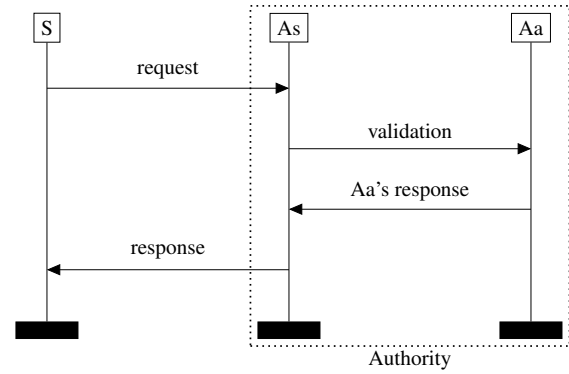 S As Aa
request
validation
Aa's response
response
Authority